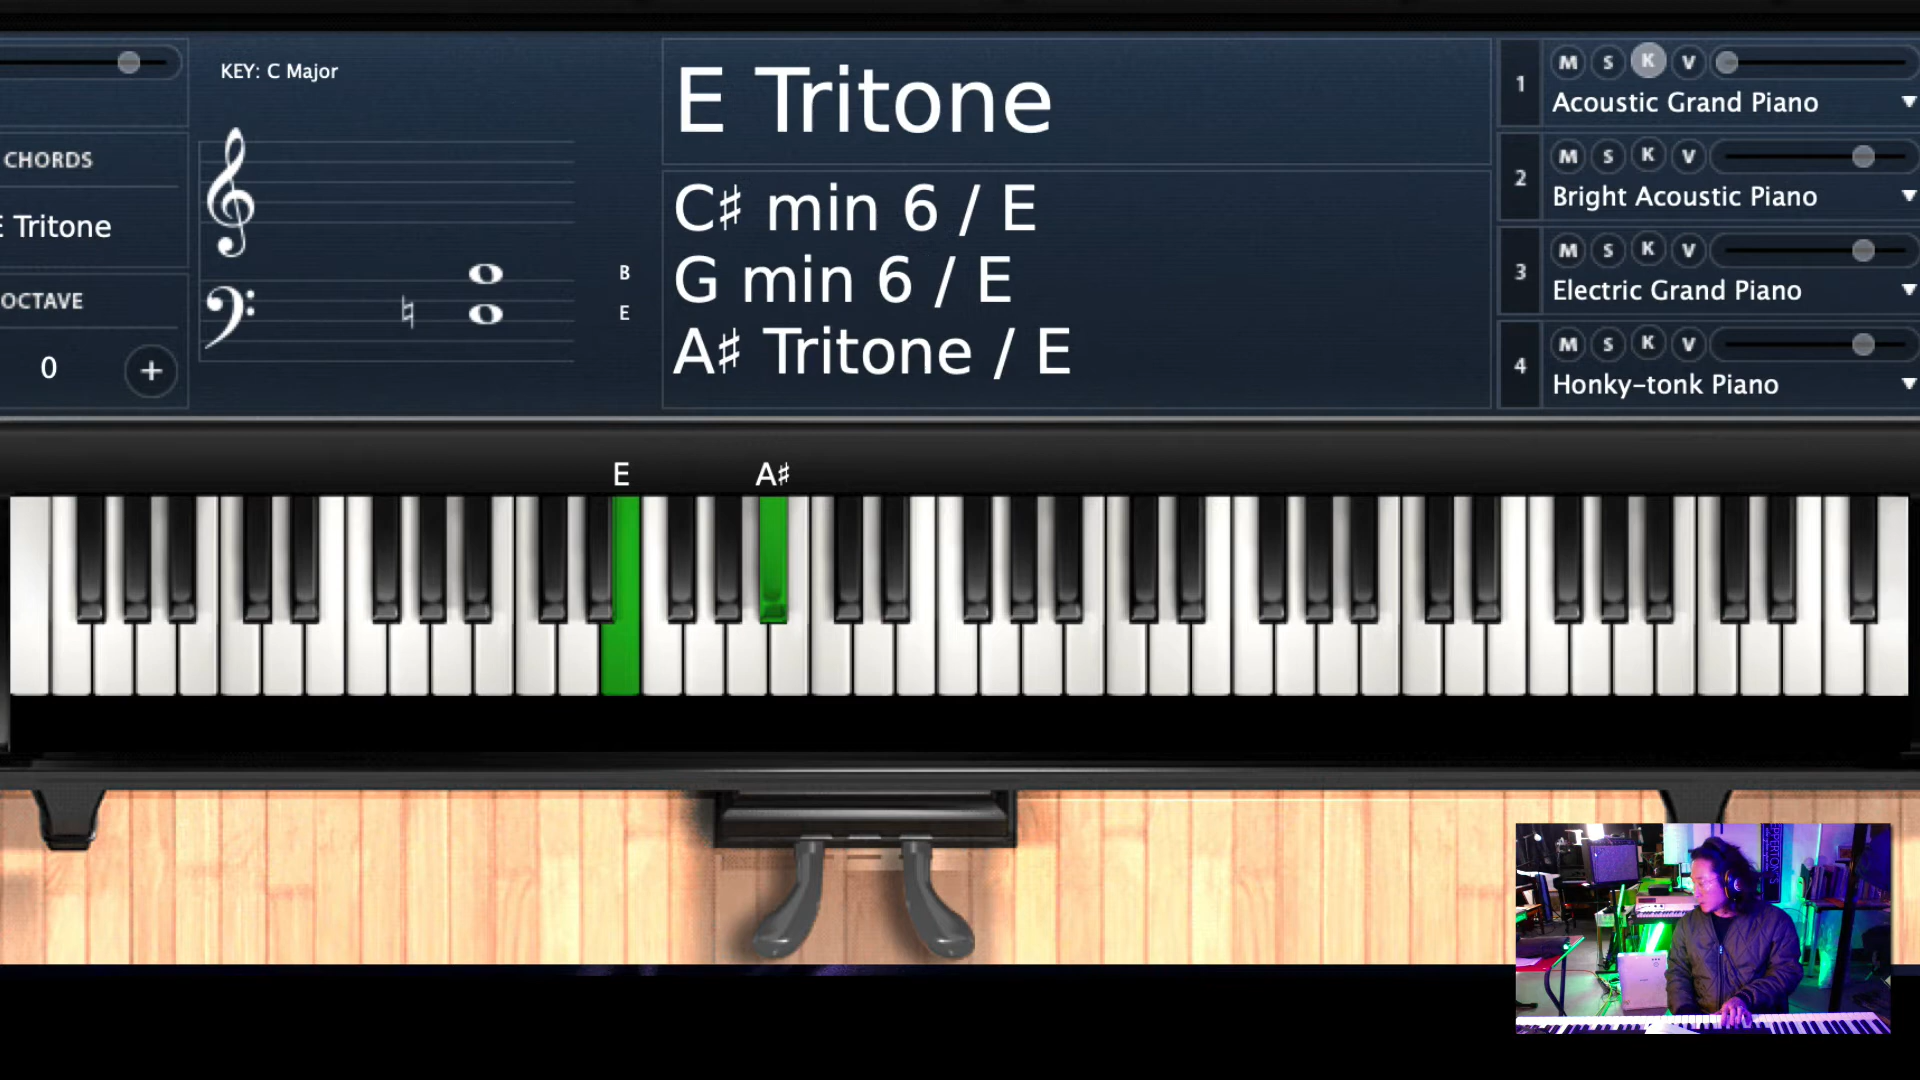 KEY: C Major
CHORDS
E Tritone
OCTAVE
0
+
B
E
E Tritone
C♯ min 6 / E
G min 6 / E
A♯ Tritone / E
1
M S K V
Acoustic Grand Piano
2
M S K V
Bright Acoustic Piano
3
M S K V
Electric Grand Piano
4
M S K V
Honky-tonk Piano
E
A♯